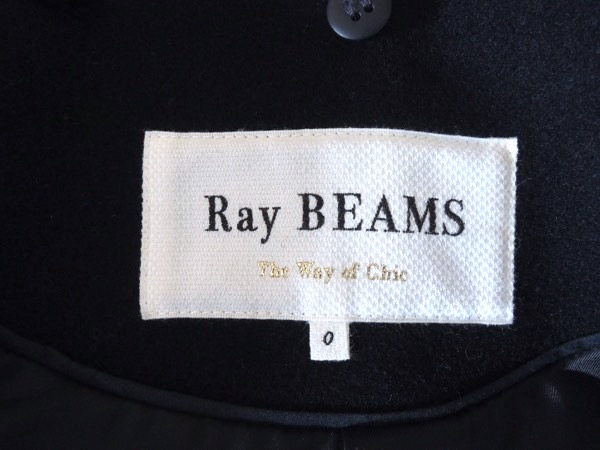 Ray BEAMS
The Way of Chic
0